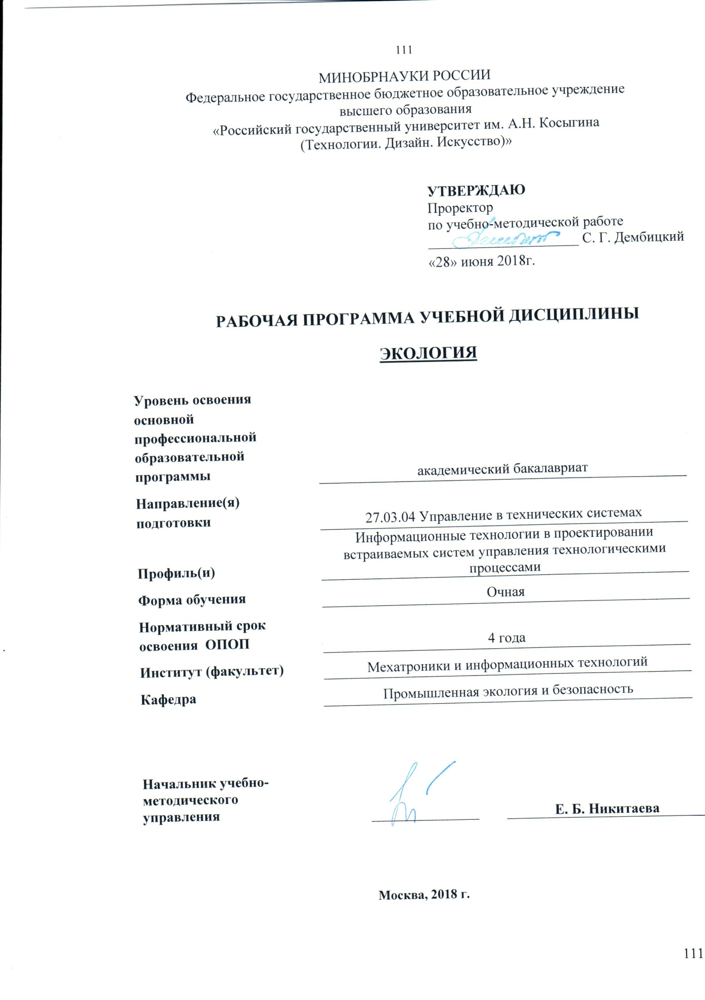 111
МИНОБРНАУКИ РОССИИ
Федеральное государственное бюджетное образовательное учреждение
высшего образования
«Российский государственный университет им. А.Н. Косыгина
(Технологии. Дизайн. Искусство)»
УТВЕРЖДАЮ
Проректор
по учебно-методической работе
С. Г. Дембицкий
«28» июня 2018г.
РАБОЧАЯ ПРОГРАММА УЧЕБНОЙ ДИСЦИПЛИНЫ
ЭКОЛОГИЯ
Уровень освоения
основной
профессиональной
образовательной
программы
академический бакалавриат
Направление(я)
подготовки
27.03.04 Управление в технических системах
Информационные технологии в проектировании
встраиваемых систем управления технологическими
процессами
Профиль(и)
Форма обучения
Очная
Нормативный срок
освоения  ОПОП
4 года
Институт (факультет)
Мехатроники и информационных технологий
Кафедра
Промышленная экология и безопасность
Начальник учебно-
методического
управления
Е. Б. Никитаева
Москва, 2018 г.
111